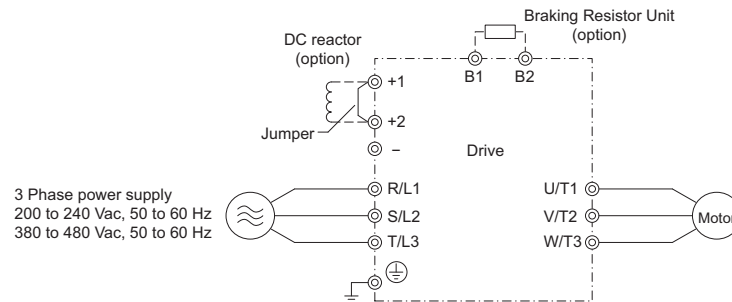 Braking Resistor Unit
(option)
DC reactor
(option)
B1 B2
+1
+2
Jumper
−
Drive
3 Phase power supply
200 to 240 Vac, 50 to 60 Hz
380 to 480 Vac, 50 to 60 Hz
R/L1
S/L2
T/L3
U/T1
V/T2
W/T3
Motor